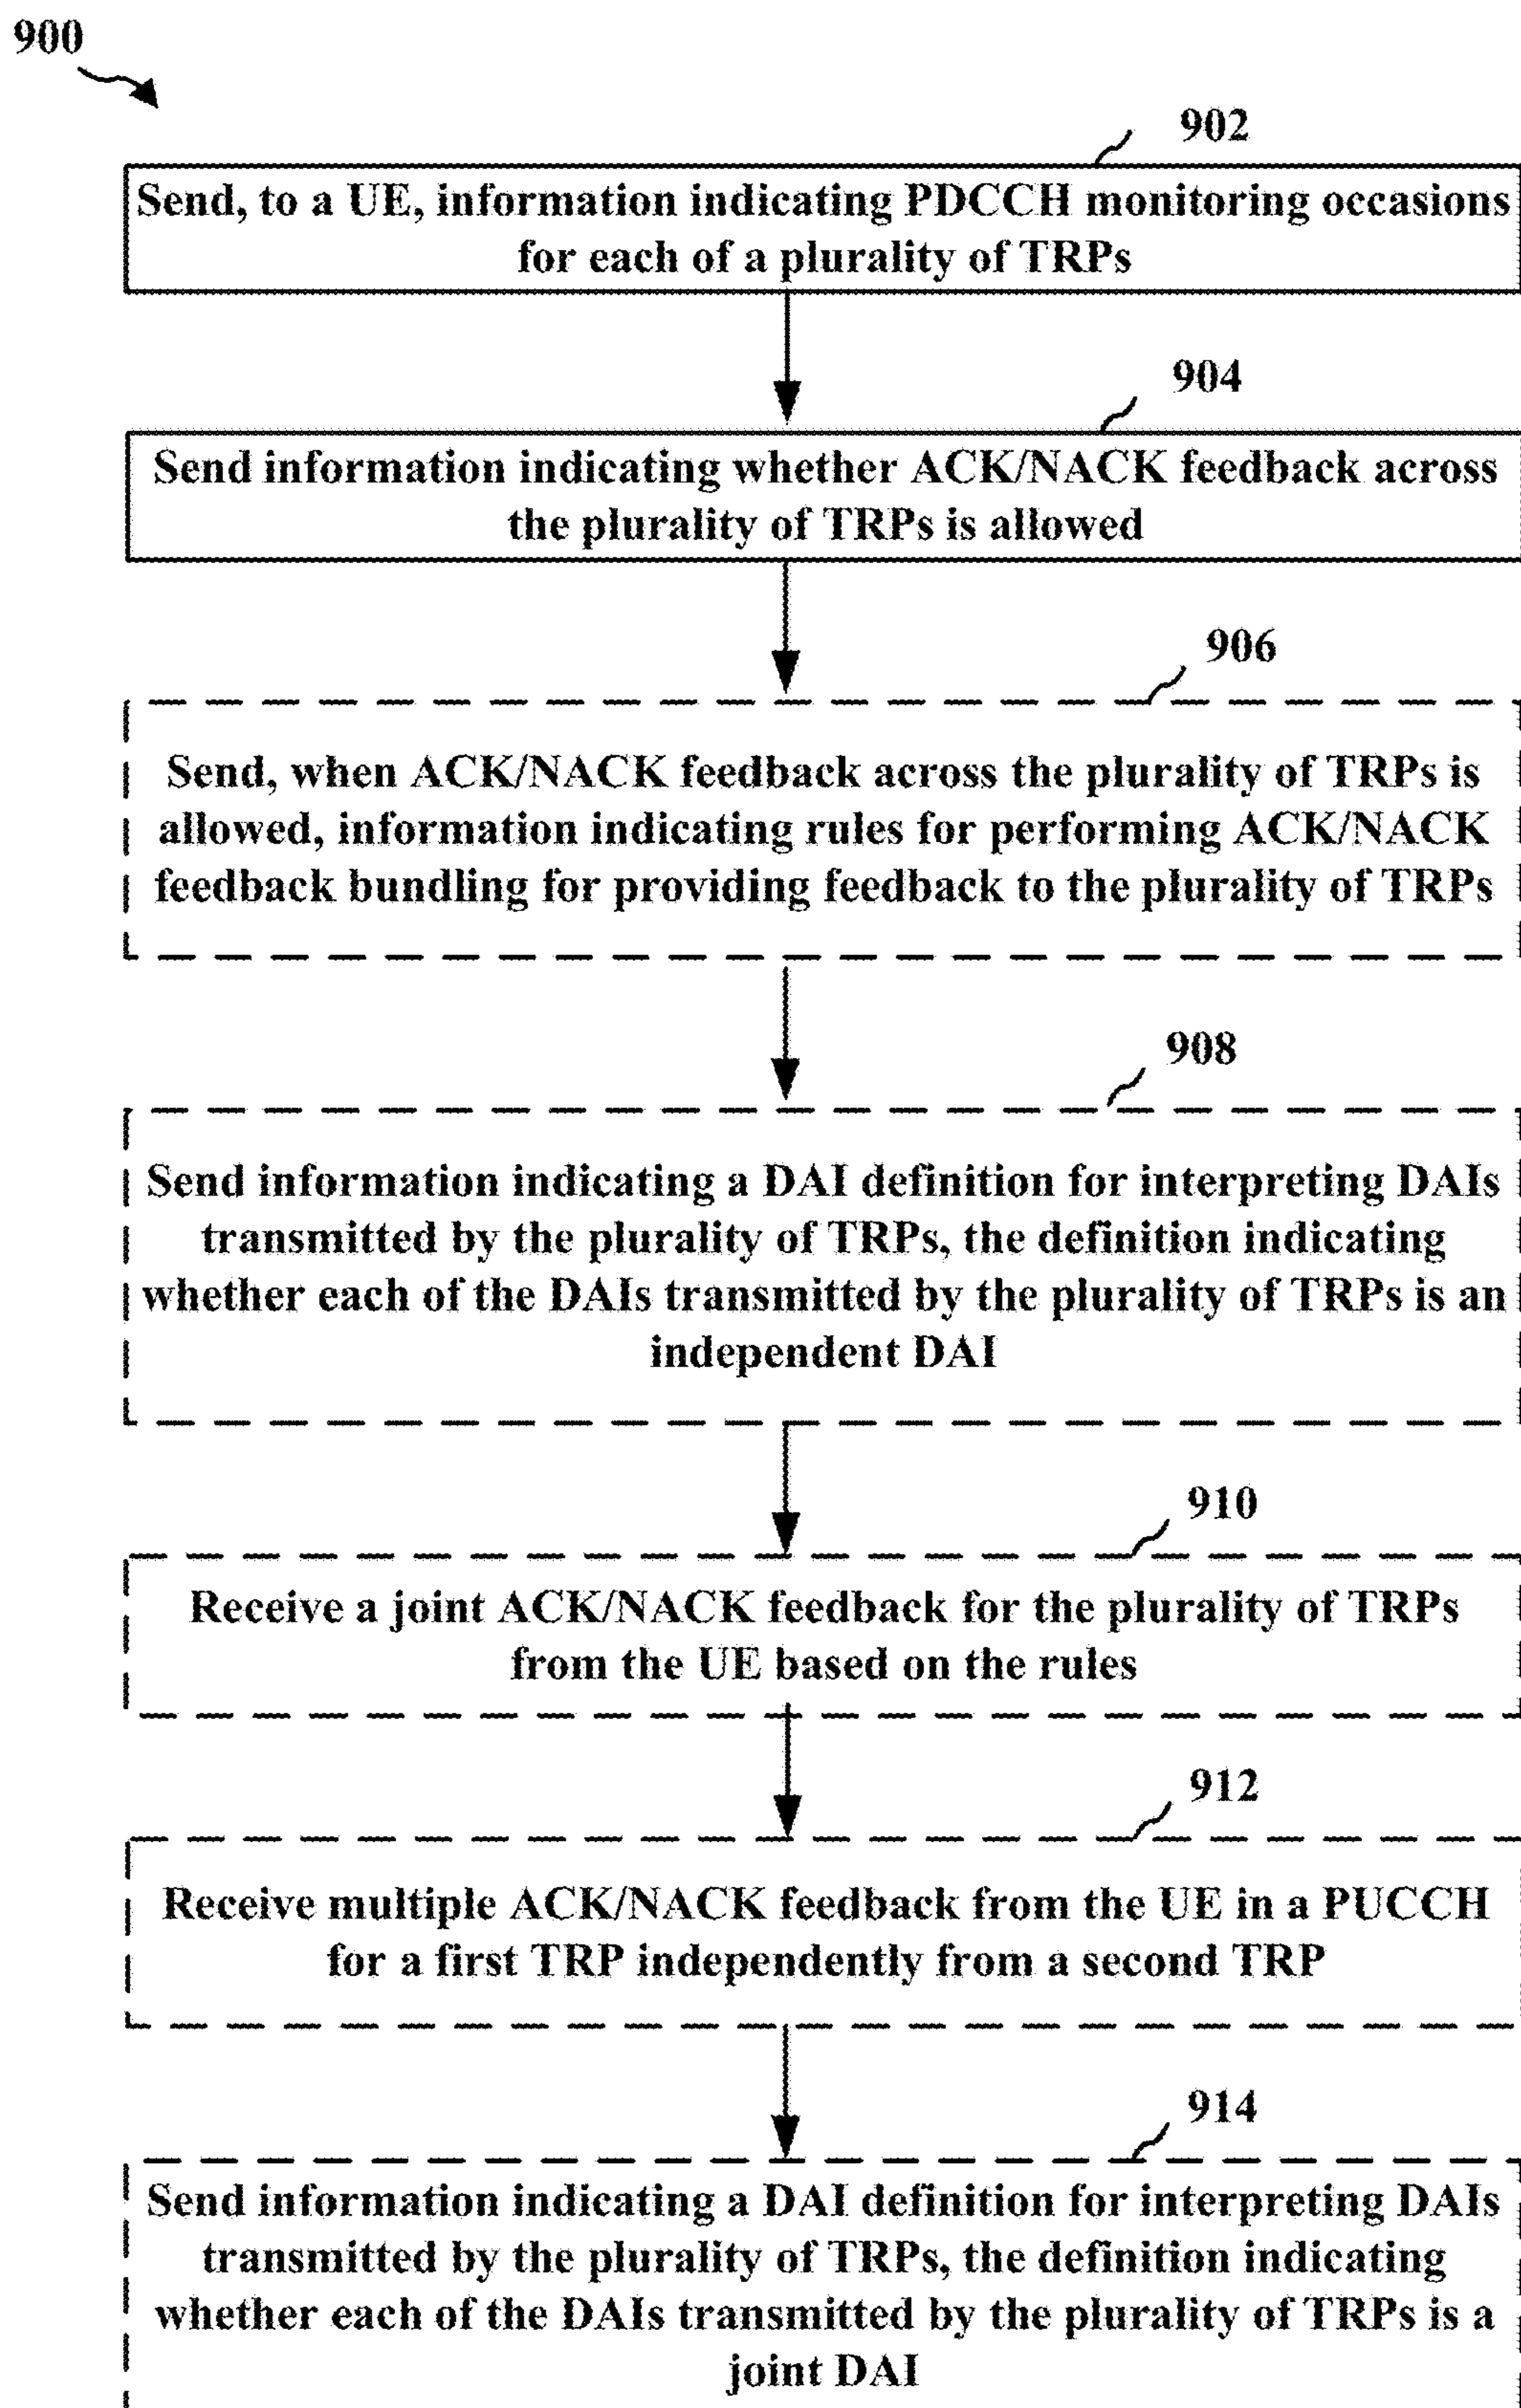 900
902
Send, to a UE, information indicating PDCCH monitoring occasions
for each of a plurality of TRPs
904
Send information indicating whether ACK/NACK feedback across
the plurality of TRPs is allowed
906
Send, when ACK/NACK feedback across the plurality of TRPs is
allowed, information indicating rules for performing ACK/NACK
feedback bundling for providing feedback to the plurality of TRPs
908
Send information indicating a DAI definition for interpreting DAIs
transmitted by the plurality of TRPs, the definition indicating
whether each of the DAIs transmitted by the plurality of TRPs is an
independent DAI
910
Receive a joint ACK/NACK feedback for the plurality of TRPs
from the UE based on the rules
912
Receive multiple ACK/NACK feedback from the UE in a PUCCH
for a first TRP independently from a second TRP
914
Send information indicating a DAI definition for interpreting DAIs
transmitted by the plurality of TRPs, the definition indicating
whether each of the DAIs transmitted by the plurality of TRPs is a
joint DAI